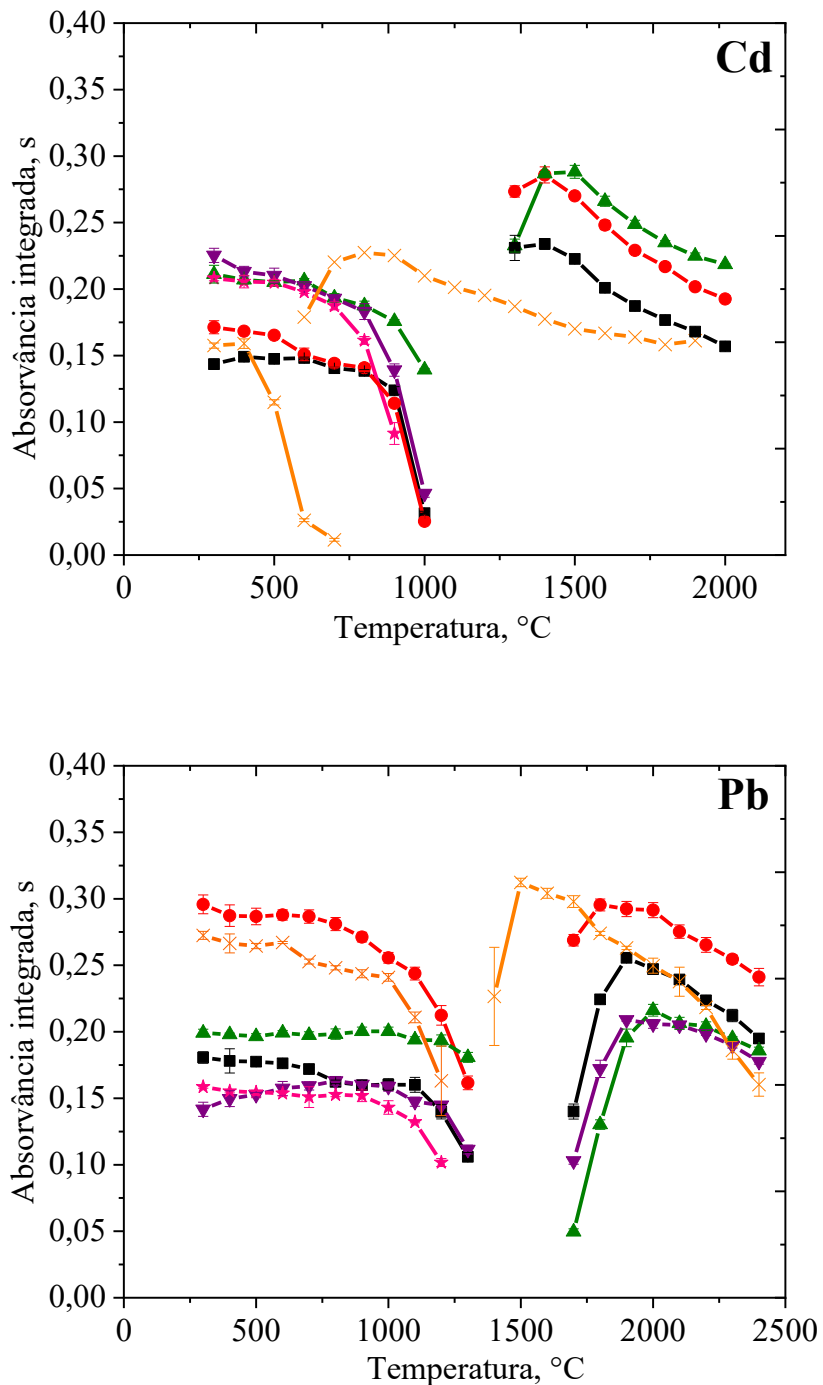 Cd
0,40
0,35
0,30
0,25
0,20
0,15
0,10
0,05
0,00
Absorvância integrada, s
0 500 1000 1500 2000
Temperatura, °C
Pb
0,40
0,35
0,30
0,25
0,20
0,15
0,10
0,05
0,00
Absorvância integrada, s
0 500 1000 1500 2000 2500
Temperatura, °C